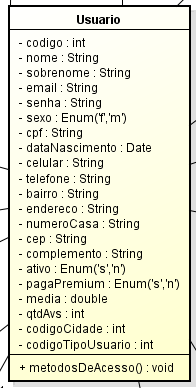 Usuario
- codigo : int
- nome : String
- sobrenome : String
- email : String
- senha : String
- sexo : Enum('f','m')
- cpf : String
- dataNascimento : Date
- celular : String
- telefone : String
- bairro : String
- endereco : String
- numeroCasa : String
- cep : String
- complemento : String
- ativo : Enum('s','n')
- pagaPremium : Enum('s','n')
- media : double
- qtdAvs : int
- codigoCidade : int
- codigoTipoUsuario : int
+ metodosDeAcesso() : void